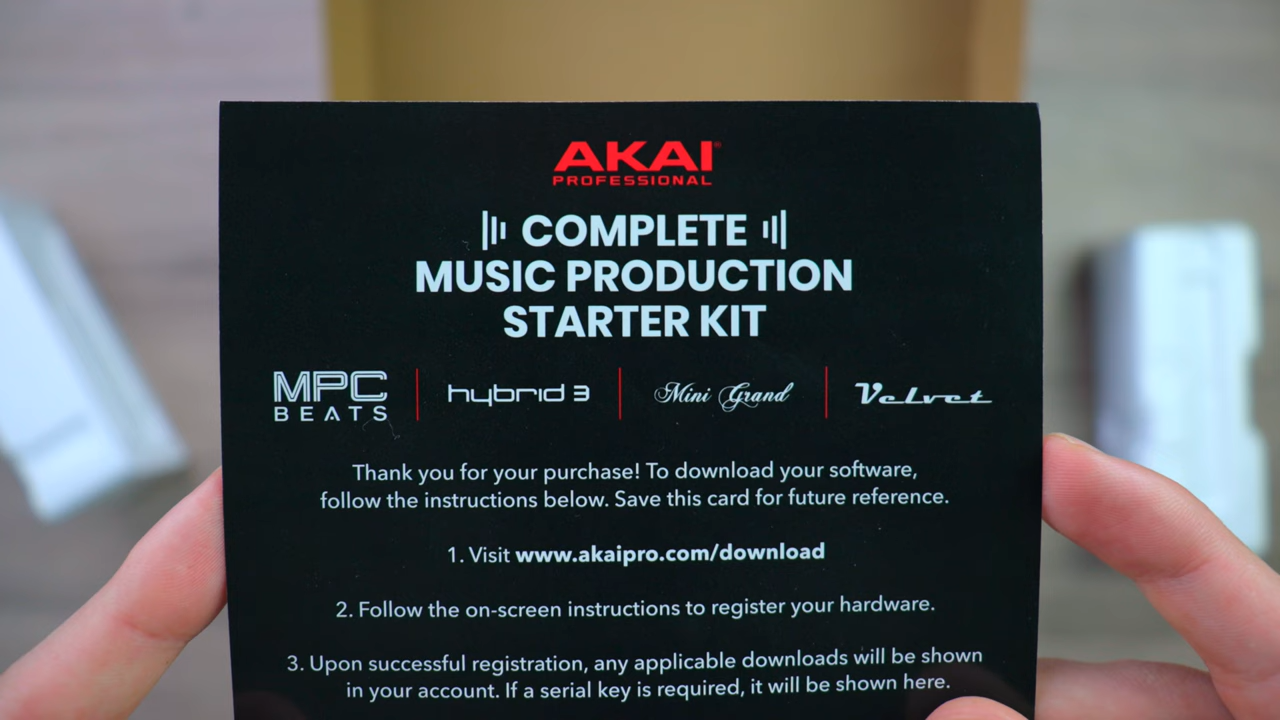 AKAI®
PROFESSIONAL
COMPLETE
MUSIC PRODUCTION
STARTER KIT
MPC BEATS | hybrid 3 | Mini Grand | Velvet
Thank you for your purchase! To download your software,
follow the instructions below. Save this card for future reference.
1. Visit www.akaipro.com/download
2. Follow the on-screen instructions to register your hardware.
3. Upon successful registration, any applicable downloads will be shown
in your account. If a serial key is required, it will be shown here.